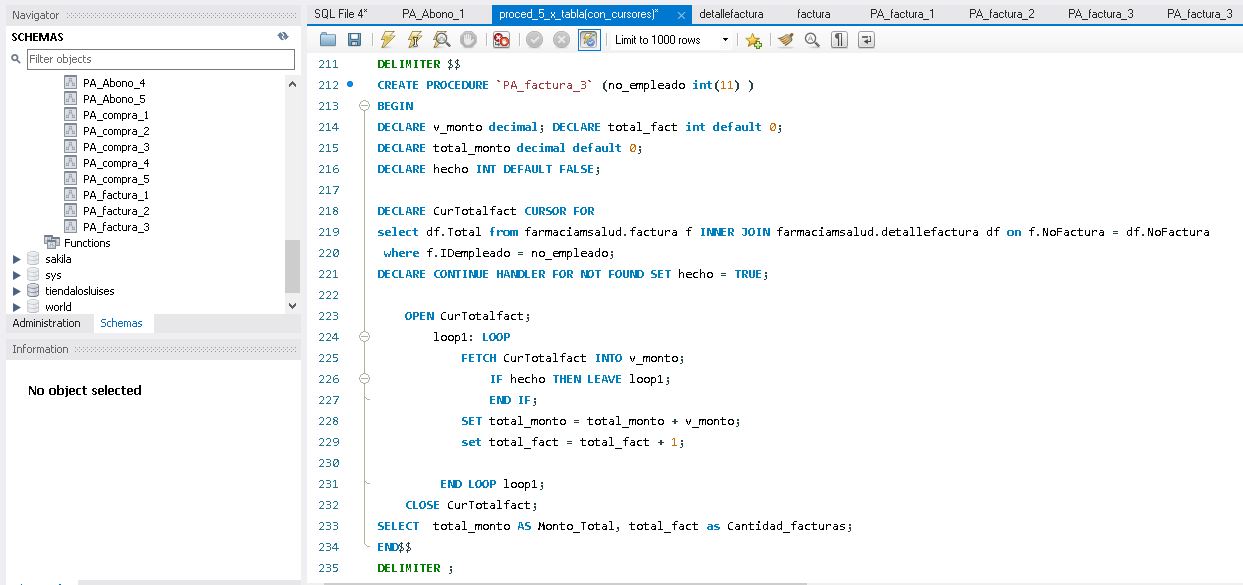 Navigator
SCHEMAS
Filter objects
PA_Abono_4
PA_Abono_5
PA_compra_1
PA_compra_2
PA_compra_3
PA_compra_4
PA_compra_5
PA_factura_1
PA_factura_2
PA_factura_3
Functions
sakila
sys
tiendalosluises
world
Administration Schemas
Information
No object selected
SQL File 4* PA_Abono_1 proced_5_x_tabla(con_cursores)* detallefactura factura PA_factura_1 PA_factura_2 PA_factura_3 PA_factura_3
Limit to 1000 rows
211 DELIMITER $$
212 CREATE PROCEDURE `PA_factura_3` (no_empleado int(11) )
213 BEGIN
214 DECLARE v_monto decimal; DECLARE total_fact int default 0;
215 DECLARE total_monto decimal default 0;
216 DECLARE hecho INT DEFAULT FALSE;
217
218 DECLARE CurTotalfact CURSOR FOR
219 select df.Total from farmaciamsalud.factura f INNER JOIN farmaciamsalud.detallefactura df on f.NoFactura = df.NoFactura
220 where f.IDempleado = no_empleado;
221 DECLARE CONTINUE HANDLER FOR NOT FOUND SET hecho = TRUE;
222
223 OPEN CurTotalfact;
224 loop1: LOOP
225 FETCH CurTotalfact INTO v_monto;
226 IF hecho THEN LEAVE loop1;
227 END IF;
228 SET total_monto = total_monto + v_monto;
229 set total_fact = total_fact + 1;
230
231 END LOOP loop1;
232 CLOSE CurTotalfact;
233 SELECT total_monto AS Monto_Total, total_fact as Cantidad_facturas;
234 END$$
235 DELIMITER ;